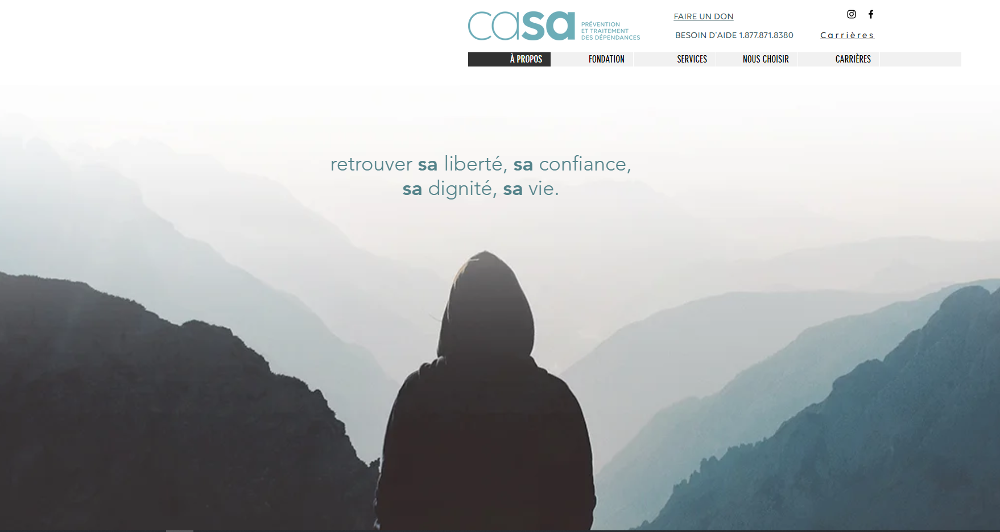 casa
PRÉVENTION
ET TRAITEMENT
DES DÉPENDANCES
FAIRE UN DON
BESOIN D'AIDE 1.877.871.8380
Carrières
À PROPOS
FONDATION
SERVICES
NOUS CHOISIR
CARRIÈRES
retrouver sa liberté, sa confiance,
sa dignité, sa vie.